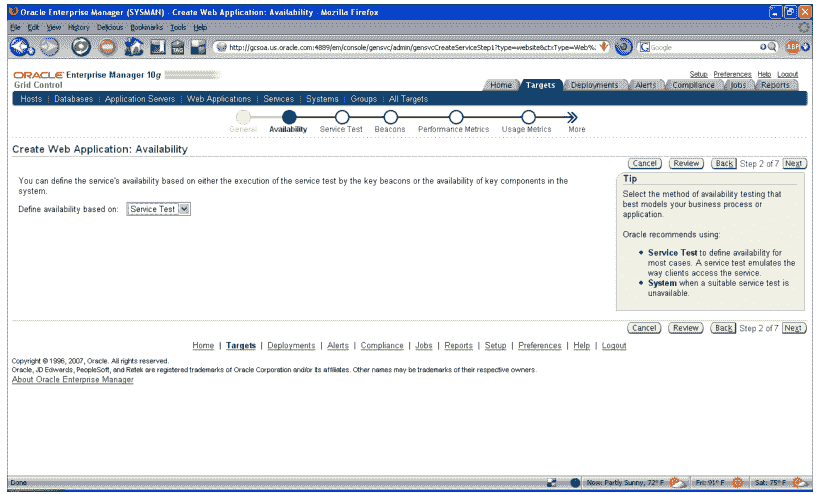 Oracle Enterprise Manager (SYSMAN) - Create Web Application: Availability - Mozilla Firefox
File Edit View History Delicious Bookmarks Tools Help
http://gcsoa.us.oracle.com:4889/em/console/gensvc/admin/gensvcCreateServiceStep1?type=website&ctxType=Web%
Google
ABP
TAG
ORACLE Enterprise Manager 10g
Grid Control
Setup Preferences Help Logout
Home Targets Deployments Alerts Compliance Jobs Reports
Hosts | Databases | Application Servers | Web Applications | Services | Systems | Groups | All Targets
General Availability Service Test Beacons Performance Metrics Usage Metrics More
Create Web Application: Availability
Cancel Review Back Step 2 of 7 Next
You can define the service's availability based on either the execution of the service test by the key beacons or the availability of key components in the
system.
Define availability based on: Service Test
Tip
Select the method of availability testing that
best models your business process or
application.
Oracle recommends using:
• Service Test to define availability for
most cases. A service test emulates the
way clients access the service.
• System when a suitable service test is
unavailable.
Cancel Review Back Step 2 of 7 Next
Home | Targets | Deployments | Alerts | Compliance | Jobs | Reports | Setup | Preferences | Help | Logout
Copyright © 1996, 2007, Oracle. All rights reserved.
Oracle, JD Edwards, PeopleSoft, and Retek are registered trademarks of Oracle Corporation and/or its affiliates. Other names may be trademarks of their respective owners.
About Oracle Enterprise Manager
Done
Now: Partly Sunny, 72° F Fri: 91° F Sat: 75° F